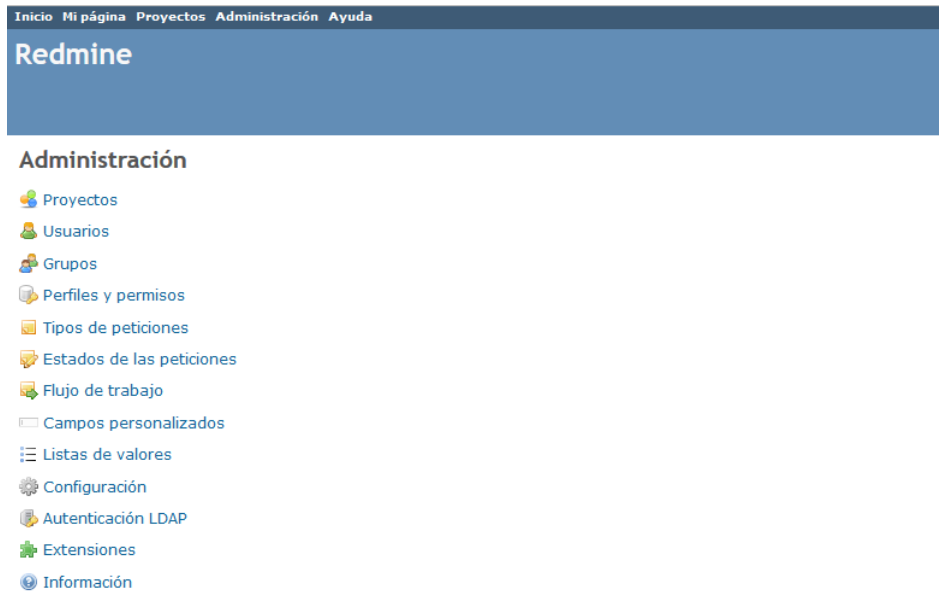 Inicio Mi página Proyectos Administración Ayuda
Redmine
Administración
Proyectos
Usuarios
Grupos
Perfiles y permisos
Tipos de peticiones
Estados de las peticiones
Flujo de trabajo
Campos personalizados
Listas de valores
Configuración
Autenticación LDAP
Extensiones
Información